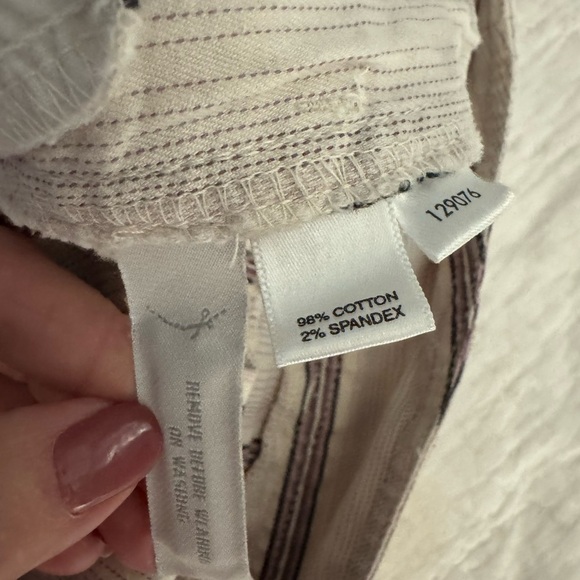 129076
98% COTTON
2% SPANDEX
REMOVE BEFORE WEARING
OR WASHING